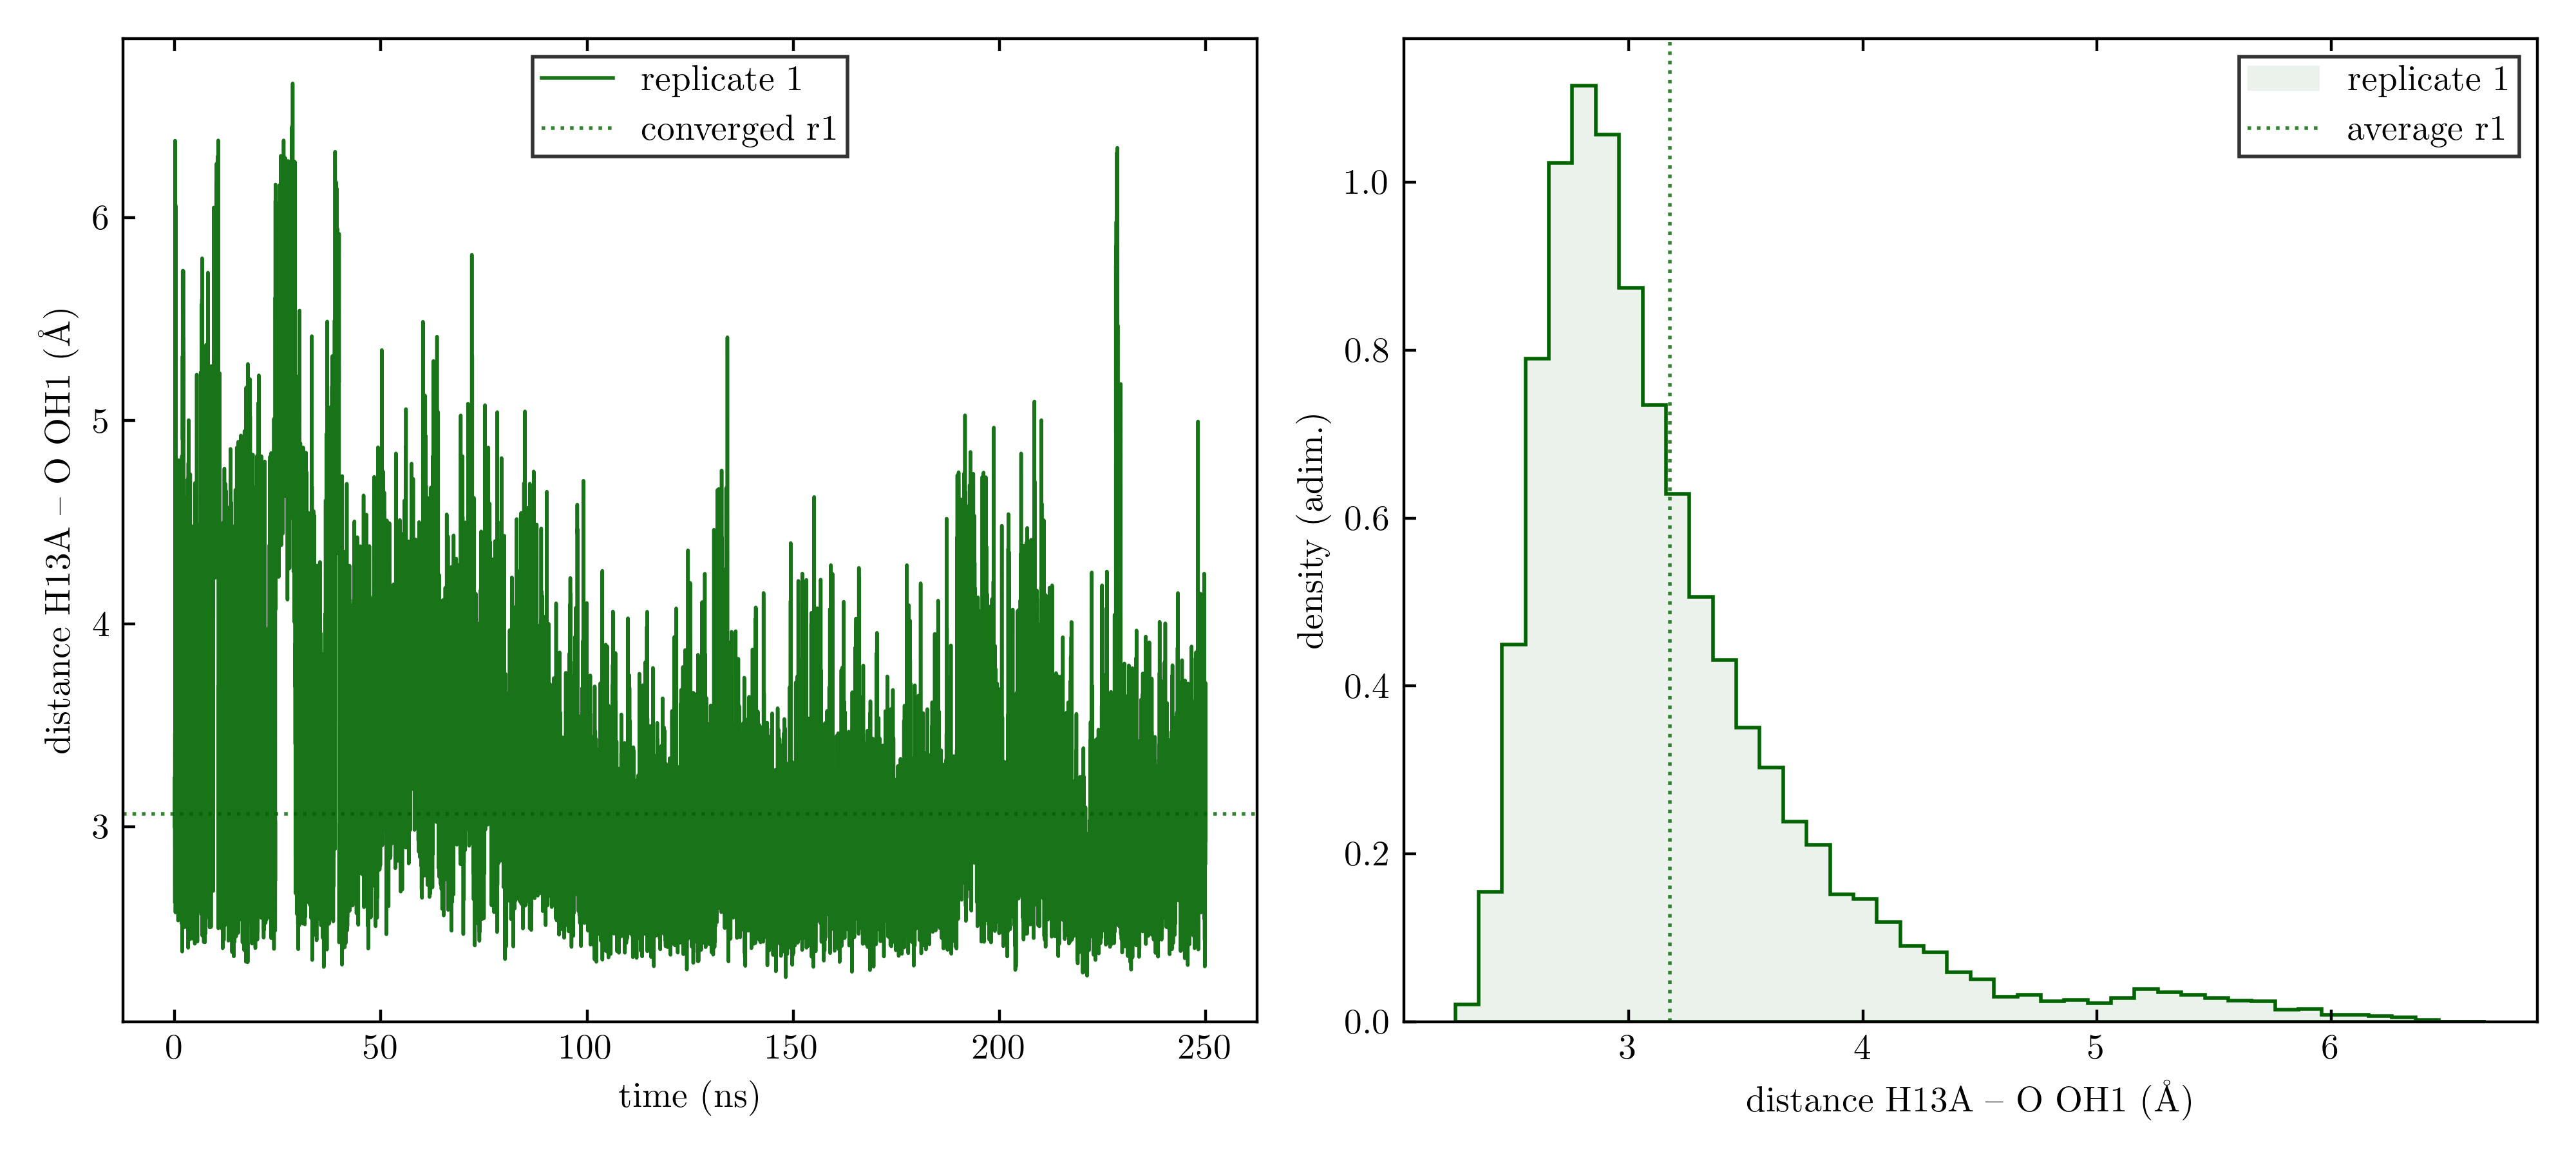 replicate 1
converged r1
distance H13A – O OH1 (Å)
6
5
4
3
0
50
100
150
200
250
time (ns)
replicate 1
average r1
density (adim.)
1.0
0.8
0.6
0.4
0.2
0.0
3
4
5
6
distance H13A – O OH1 (Å)